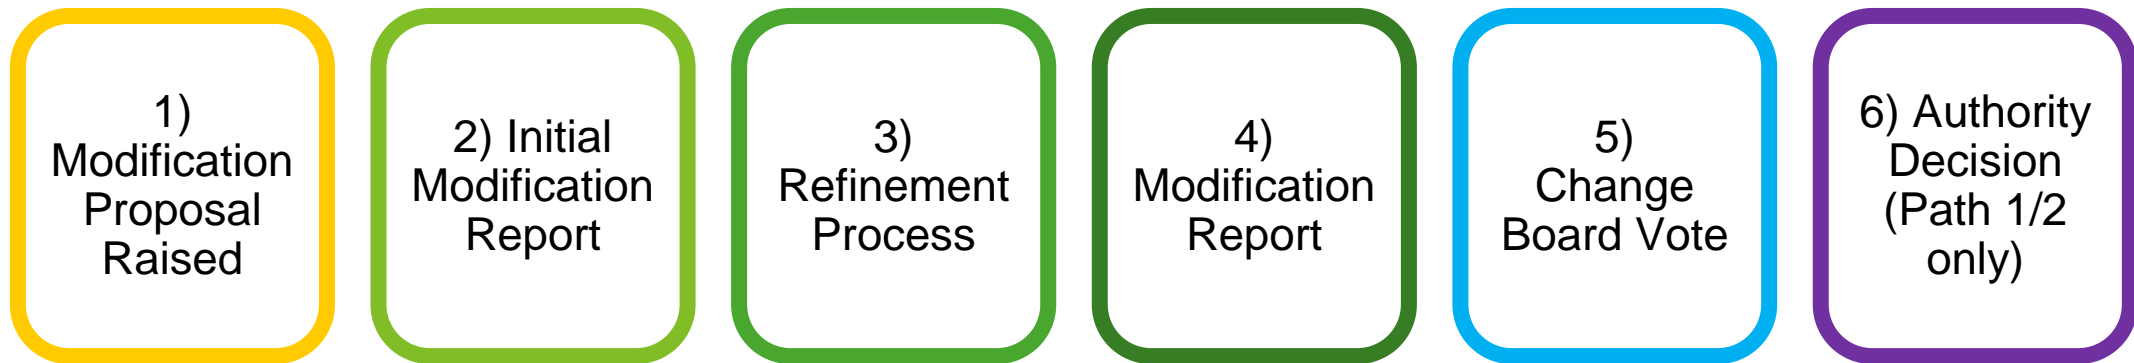 1)
Modification
Proposal
Raised
2) Initial
Modification
Report
3)
Refinement
Process
4)
Modification
Report
5)
Change
Board Vote
6) Authority
Decision
(Path 1/2
only)